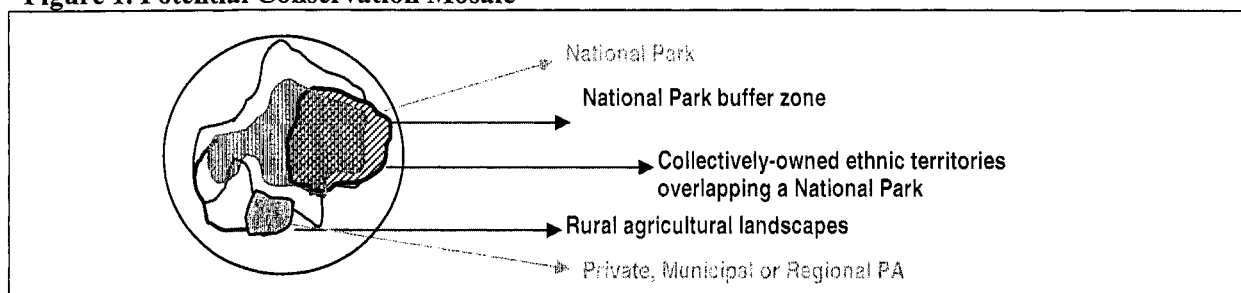 Figure 1. Potential Conservation Mosaic
National Park
National Park buffer zone
Collectively-owned ethnic territories
overlapping a National Park
Rural agricultural landscapes
Private, Municipal or Regional PA